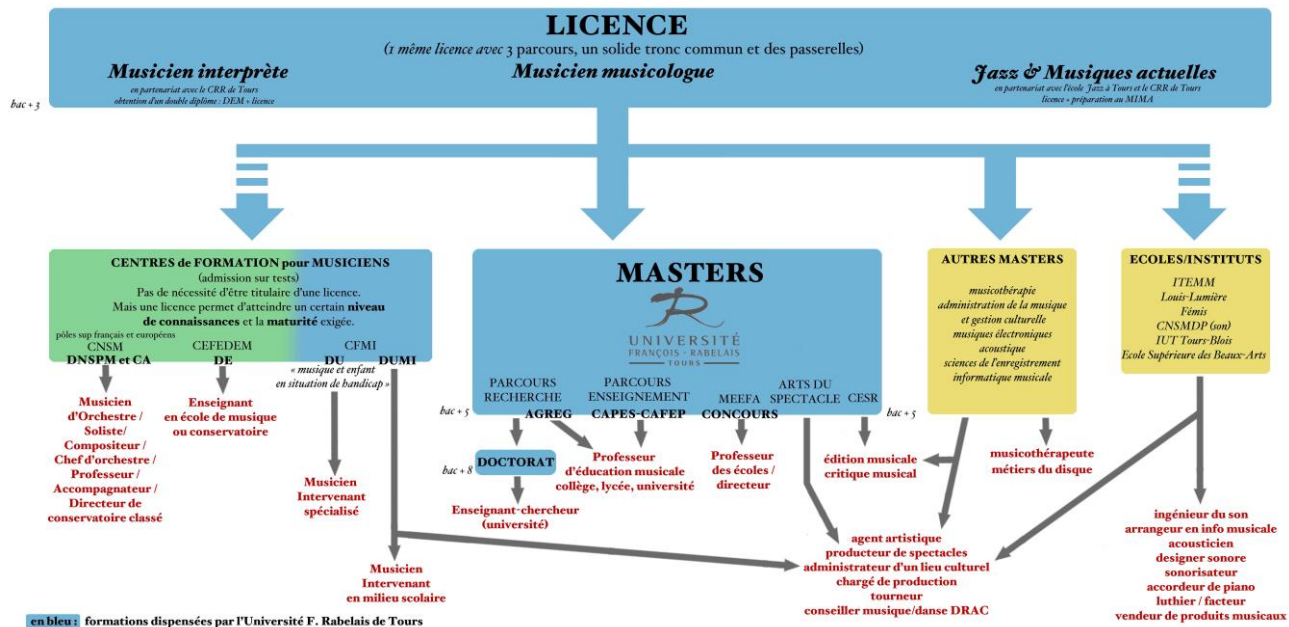 LICENCE
(1 même licence avec 3 parcours, un solide tronc commun et des passerelles)
Musicien interprète
en partenariat avec le CRR de Tours
obtention d'un double diplôme : DEM + licence
Musicien musicologue
Jazz & Musiques actuelles
en partenariat avec l'école Jazz à Tours et le CRR de Tours
licence + préparation au MIMA
bac + 3
CENTRES de FORMATION pour MUSICIENS
(admission sur tests)
Pas de nécessité d'être titulaire d'une licence.
Mais une licence permet d'atteindre un certain niveau
de connaissances et la maturité exigée.
pôles sup français et européens
CNSM
DNSPM et CA
CEFEDEM
DE
CFMI
DU
DUMI
« musique et enfant
en situation de handicap »
Musicien
d'Orchestre /
Soliste/
Compositeur /
Chef d'orchestre /
Professeur /
Accompagnateur /
Directeur de
conservatoire classé
Enseignant
en école de musique
ou conservatoire
Musicien
Intervenant
spécialisé
Musicien
Intervenant
en milieu scolaire
MASTERS
UNIVERSITÉ
FRANÇOIS - RABELAIS
TOURS
PARCOURS
RECHERCHE
AGREG
PARCOURS
ENSEIGNEMENT
CAPES-CAFEP
MEEFA
CONCOURS
ARTS DU
SPECTACLE
CESR
bac + 5
bac + 5
DOCTORAT
bac + 8
Enseignant-chercheur
(université)
Professeur
d'éducation musicale
collège, lycée, université
Professeur
des écoles /
directeur
édition musicale
critique musical
agent artistique
producteur de spectacles
administrateur d'un lieu culturel
chargé de production
tourneur
conseiller musique/danse DRAC
AUTRES MASTERS
musicothérapie
administration de la musique
et gestion culturelle
musiques électroniques
acoustique
sciences de l'enregistrement
informatique musicale
musicothérapeute
métiers du disque
ECOLES/INSTITUTS
ITEMM
Louis-Lumière
Fémis
CNSMDP (son)
IUT Tours-Blois
Ecole Supérieure des Beaux-Arts
ingénieur du son
arrangeur en info musicale
acousticien
designer sonore
sonorisateur
accordeur de piano
luthier / facteur
vendeur de produits musicaux
en bleu : formations dispensées par l'Université F. Rabelais de Tours